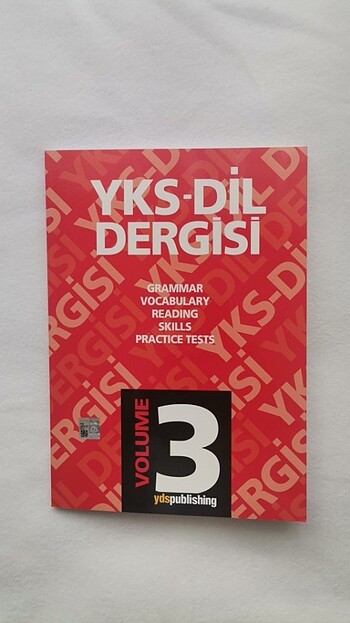 YKS-DİL
DERGİSİ
GRAMMAR
VOCABULARY
READING
SKILLS
PRACTICE TESTS
VOLUME
3
ydspublishing